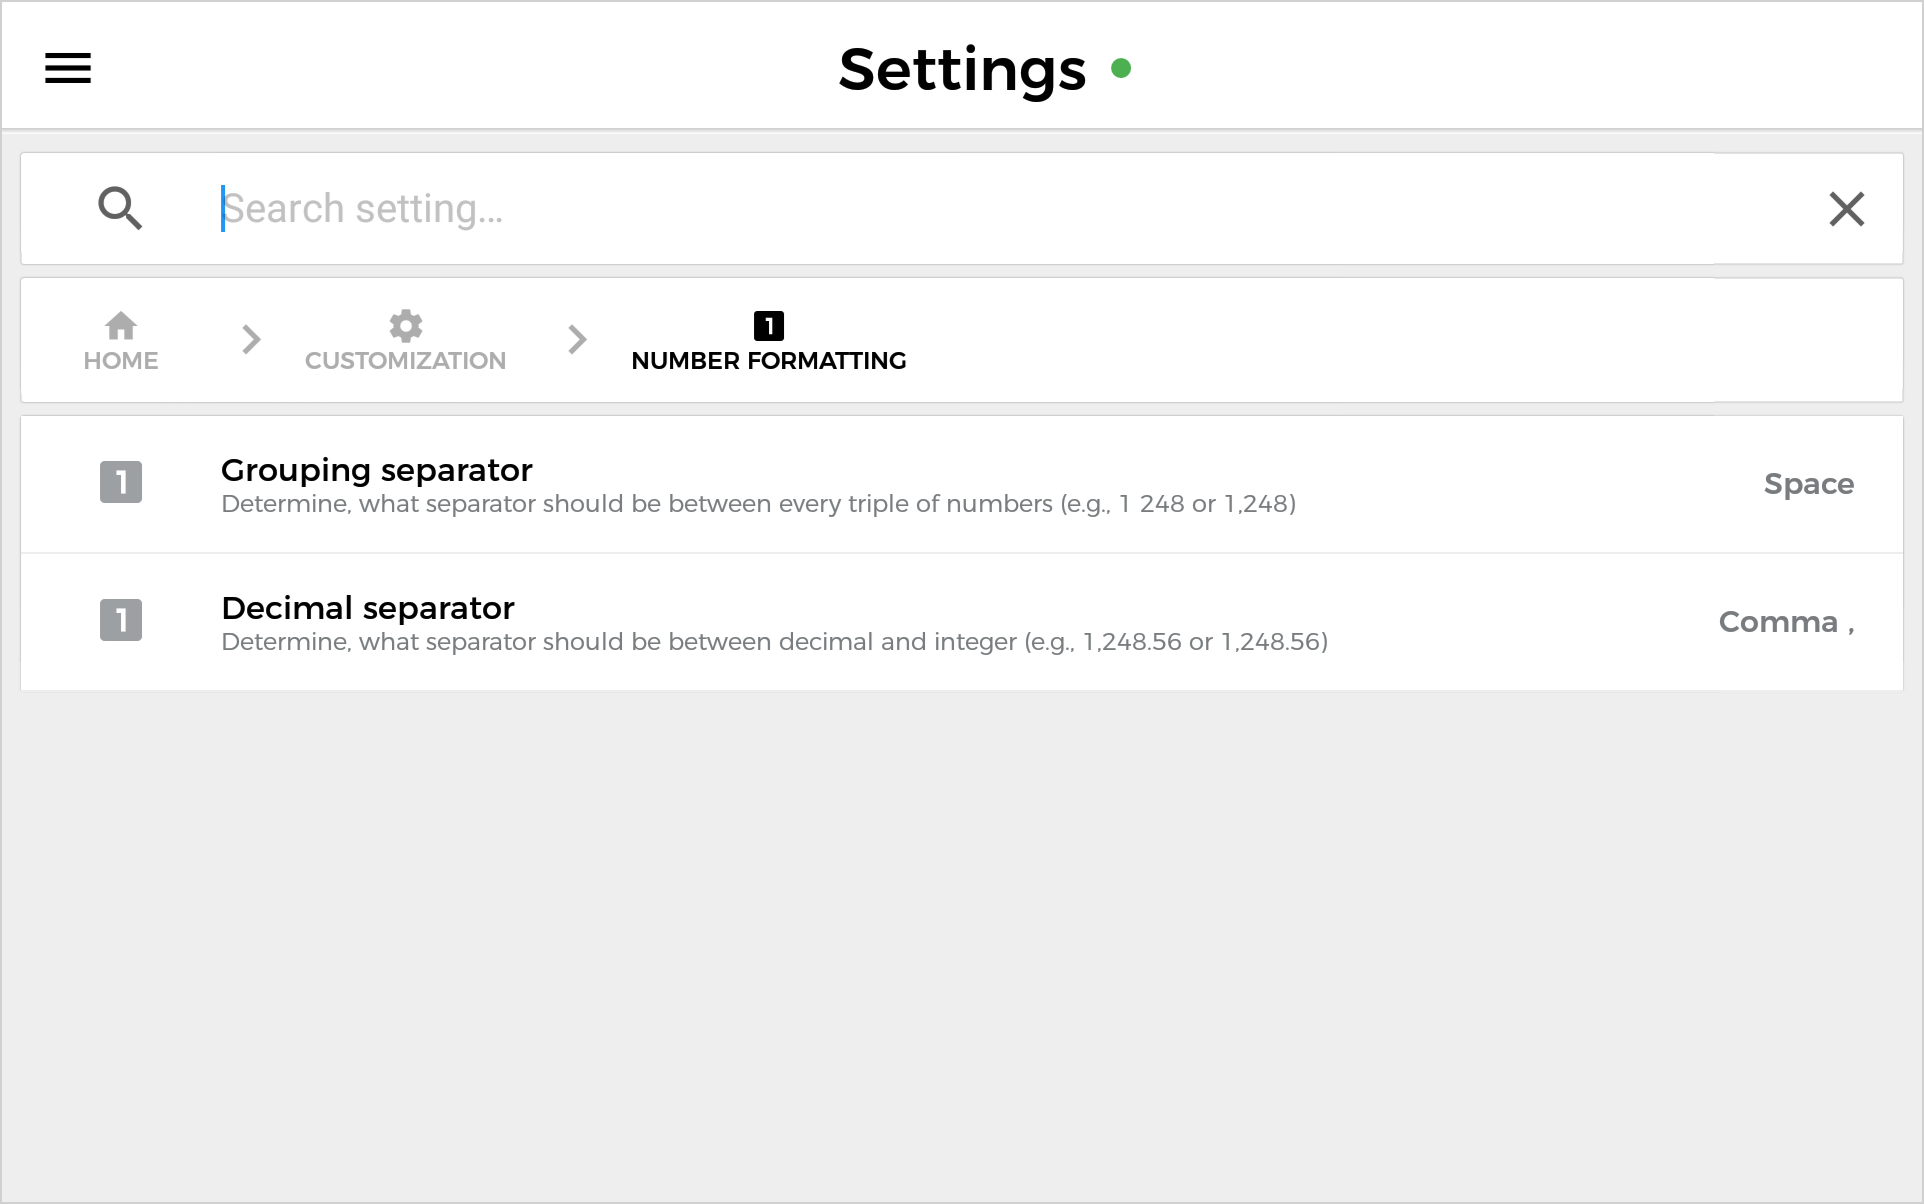 Settings
Search setting...
HOME
CUSTOMIZATION
1
NUMBER FORMATTING
1
Grouping separator
Determine, what separator should be between every triple of numbers (e.g., 1 248 or 1,248)
Space
1
Decimal separator
Determine, what separator should be between decimal and integer (e.g., 1,248.56 or 1,248.56)
Comma ,